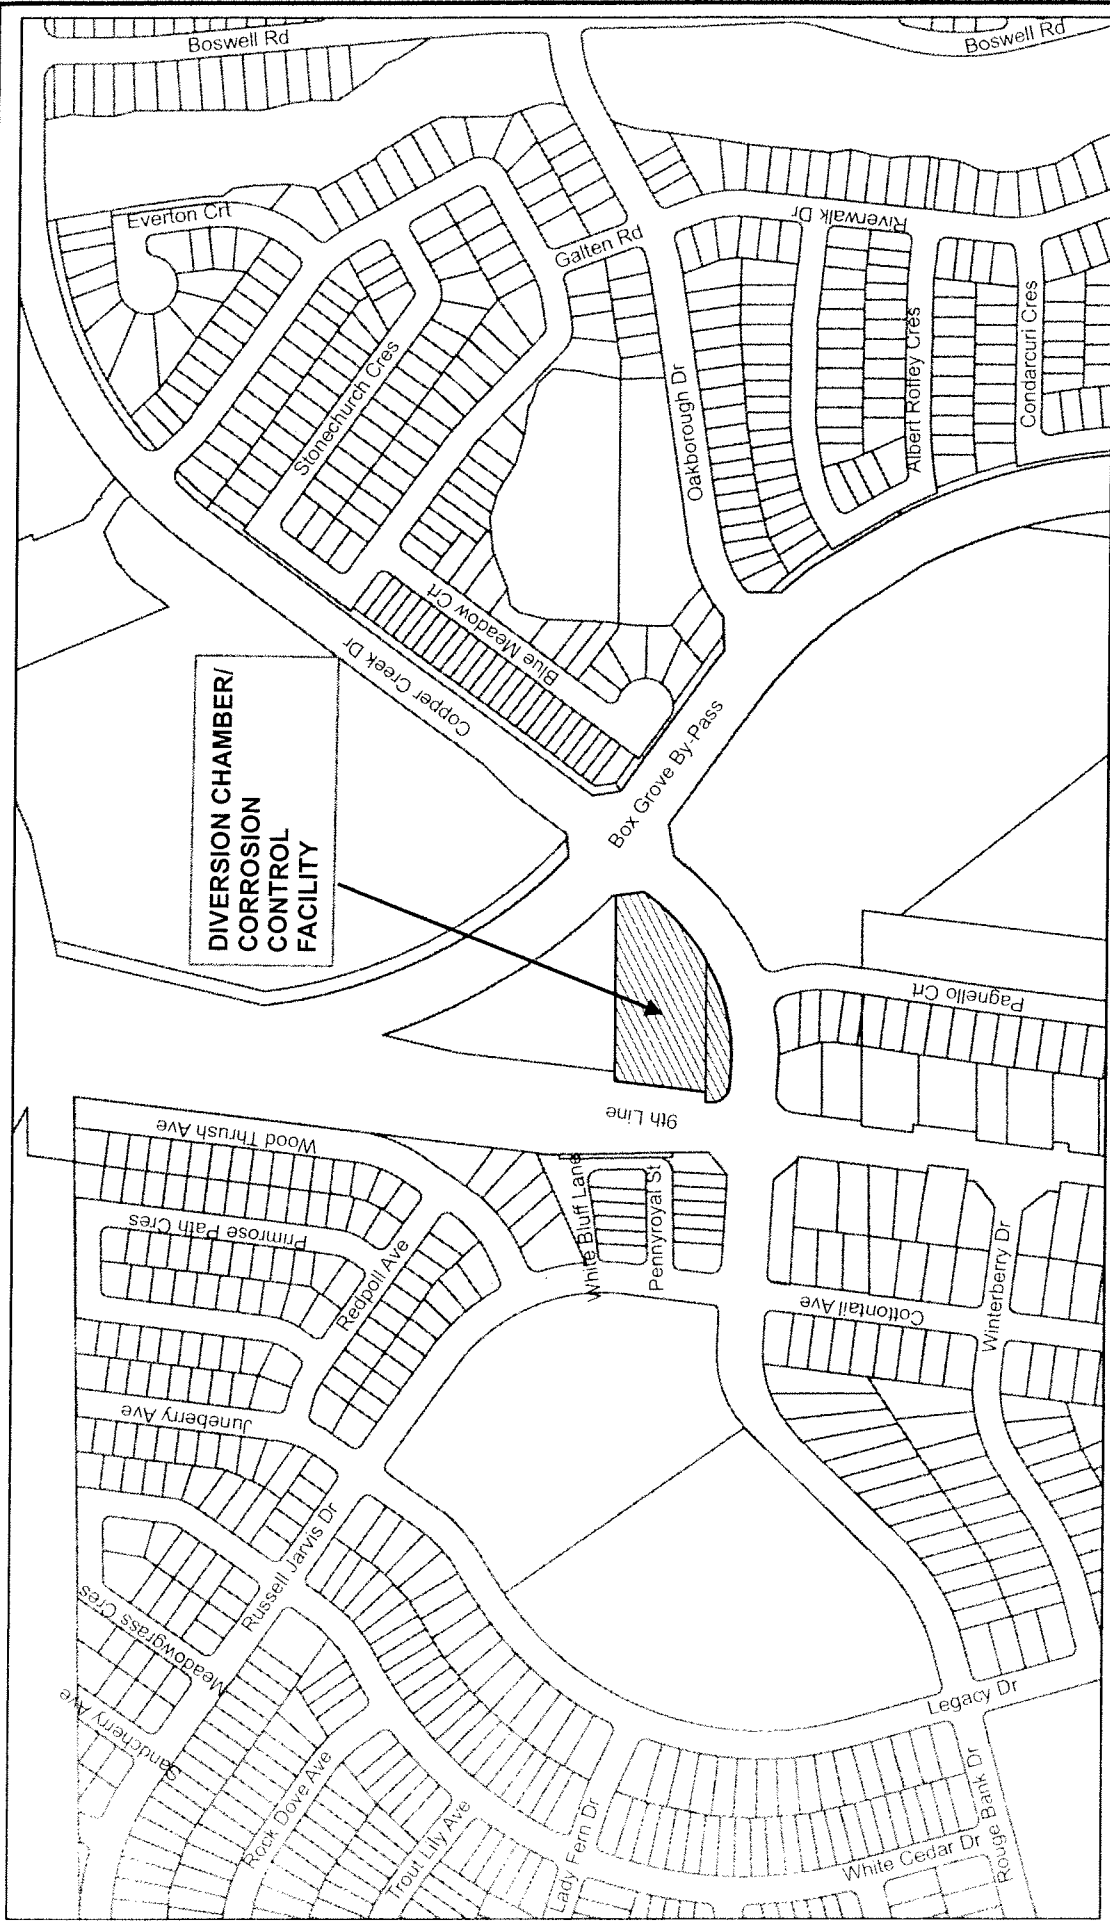 Boswell Rd
Boswell Rd
Everton Crt
Galten Rd
Riverwalk Dr
Stonechurch Cres
Oakborough Dr
Albert Roffey Cres
Condarcuri Cres
Blue Meadow Crt
Copper Creek Dr
DIVERSION CHAMBER/
CORROSION
CONTROL
FACILITY
Box Grove By-Pass
Pagnello Crt
9th Line
Wood Thrush Ave
Primrose Path Cres
Redpoll Ave
White Bluff Lane
Pennyroyal St
Cottontail Ave
Winterberry Dr
Juneberry Ave
Russell Jarvis Dr
Meadowgrass Cres
Sandcherry Ave
Rock Dove Ave
Trout Lily Ave
Lady Fern Dr
Legacy Dr
White Cedar Dr
Rouge Bank Dr